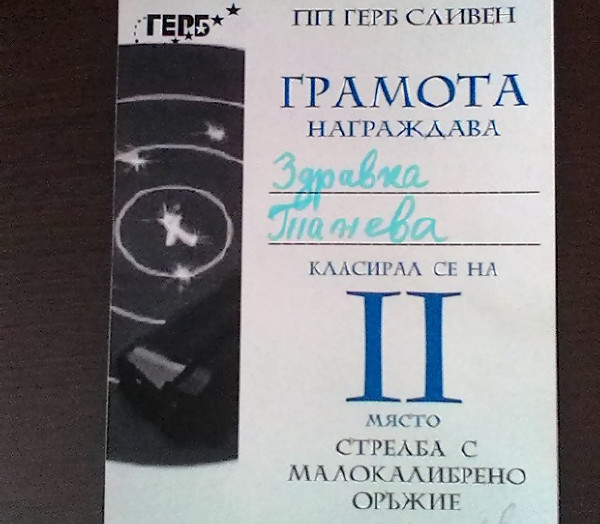 ГЕРБ
ПП ГЕРБ СЛИВЕН
ГРАМОТА
НАГРАЖДАВА
Здравка
Танева
КЛАСИРАЛ СЕ НА
II
МЯСТО
СТРЕЛБА С
МАЛОКАЛИБРЕНО
ОРЪЖИЕ